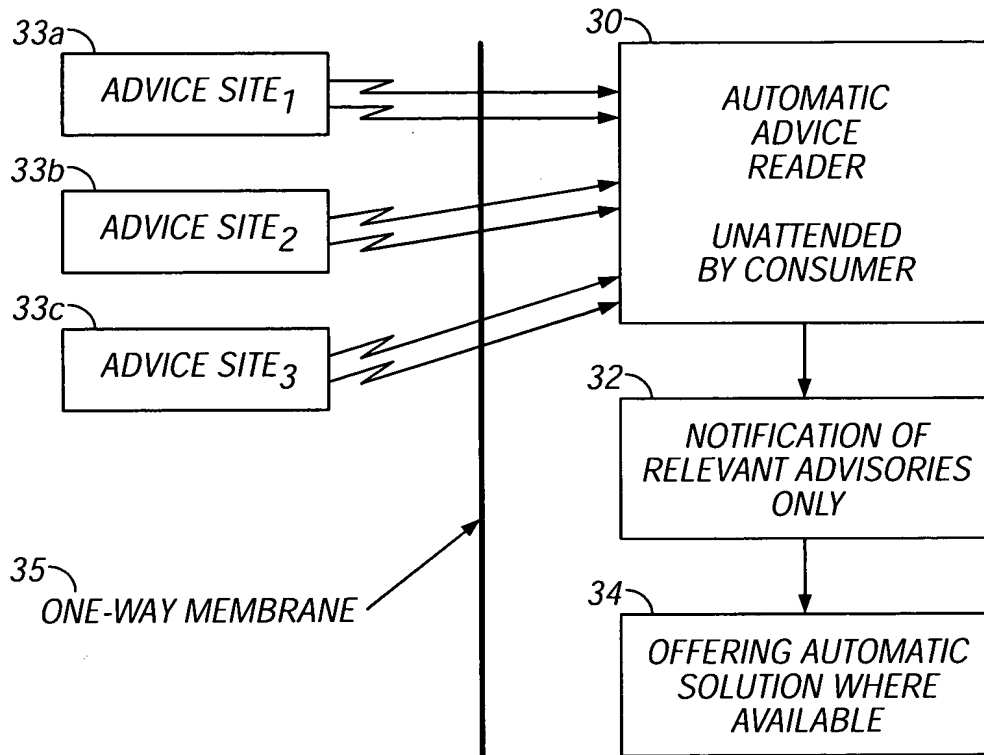 33a
ADVICE SITE1
33b
ADVICE SITE2
33c
ADVICE SITE3
35
ONE-WAY MEMBRANE
30
AUTOMATIC
ADVICE
READER
UNATTENDED
BY CONSUMER
32
NOTIFICATION OF
RELEVANT ADVISORIES
ONLY
34
OFFERING AUTOMATIC
SOLUTION WHERE
AVAILABLE